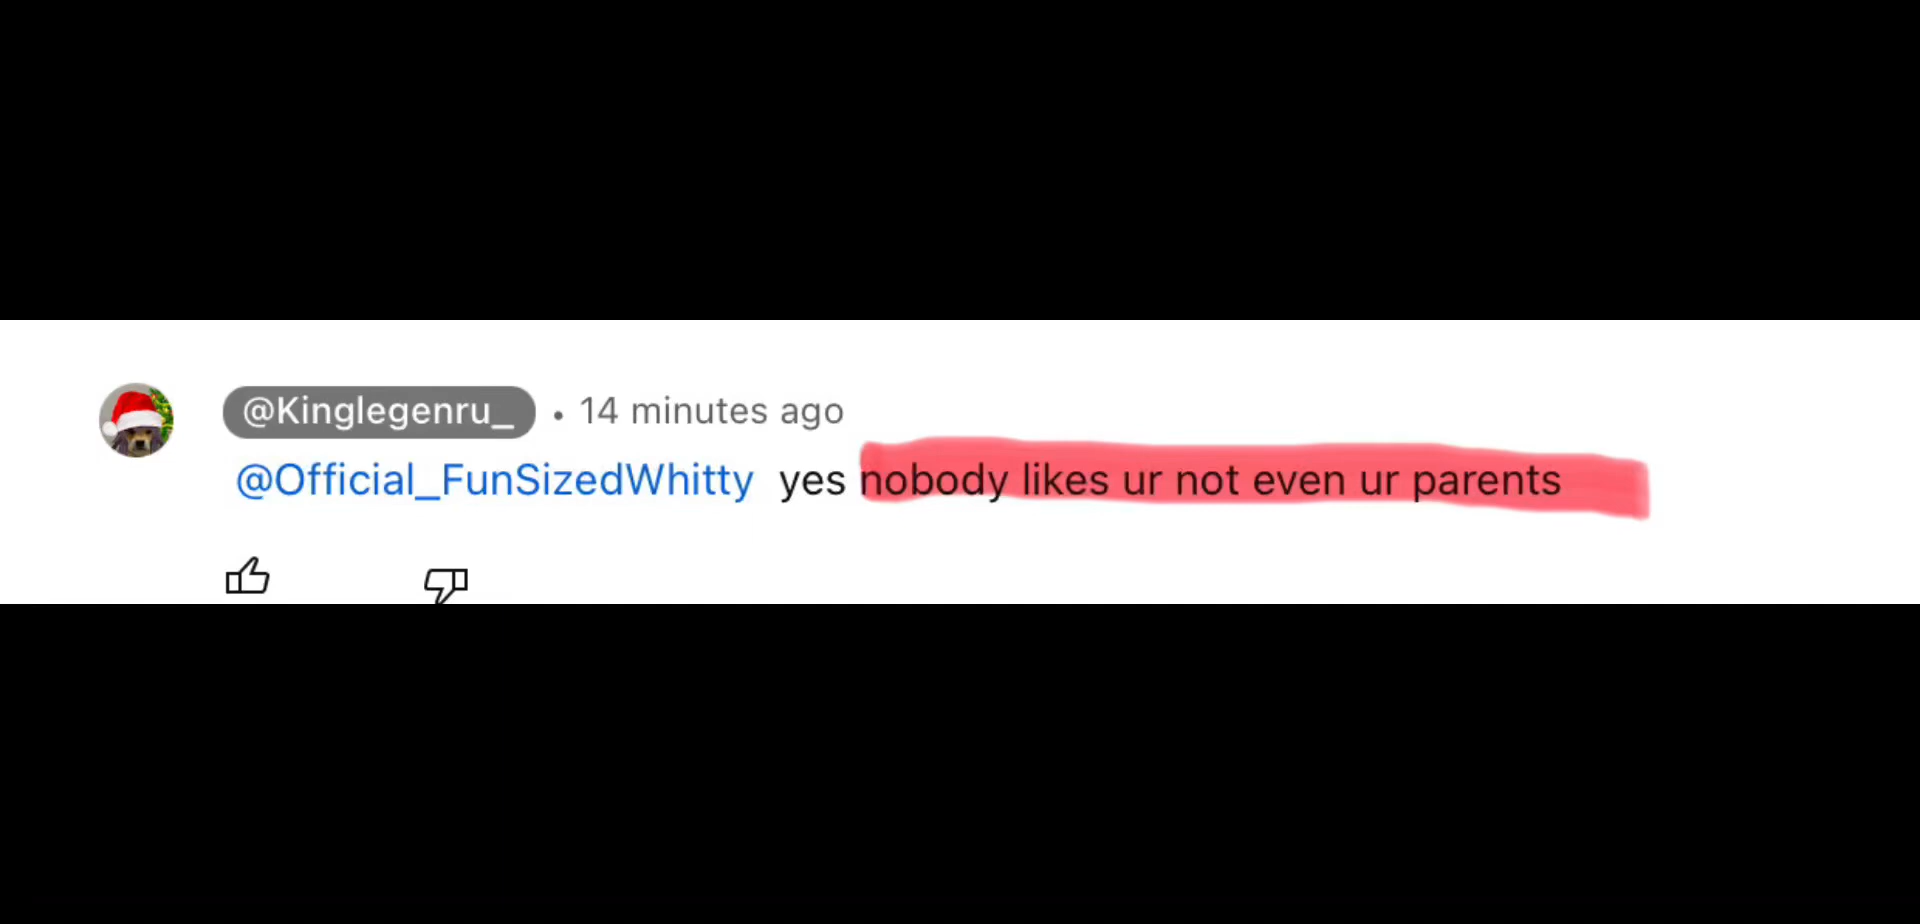 @Kinglegenru_ • 14 minutes ago
@Official_FunSizedWhitty yes nobody likes ur not even ur parents